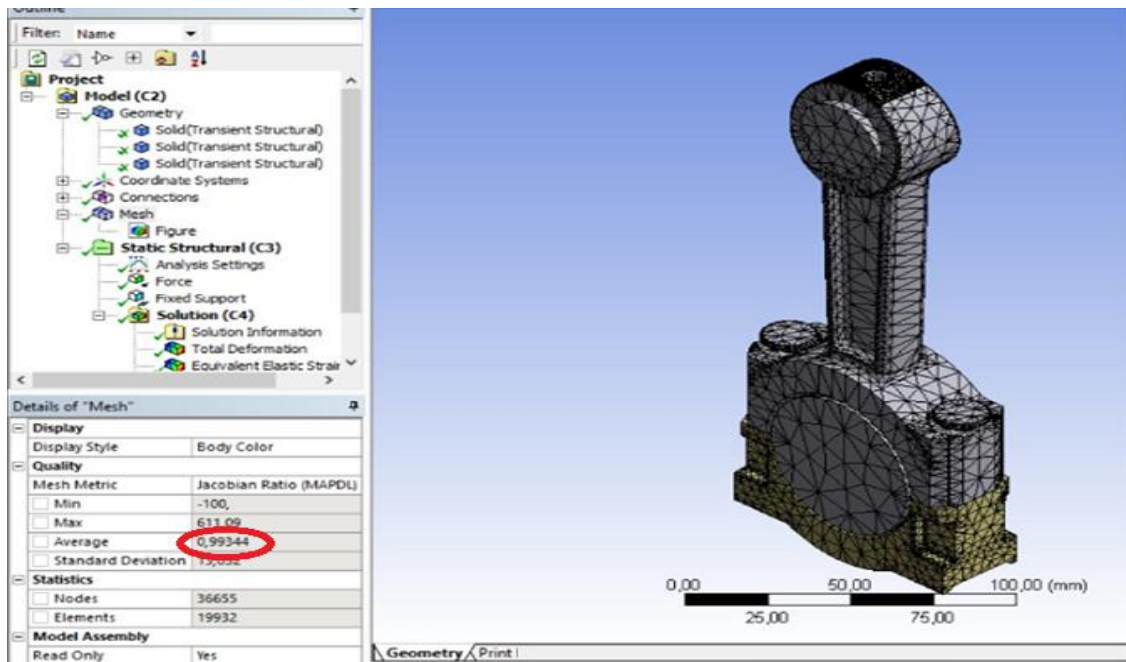 Outline
Filter: Name
Project
Model (C2)
Geometry
Solid(Transient Structural)
Solid(Transient Structural)
Solid(Transient Structural)
Coordinate Systems
Connections
Mesh
Figure
Static Structural (C3)
Analysis Settings
Force
Fixed Support
Solution (C4)
Solution Information
Total Deformation
Equivalent Elastic Strair
Details of "Mesh"
Display
Display Style Body Color
Quality
Mesh Metric Jacobian Ratio (MAPDL)
Min -100,
Max 611,09
Average 0,99344
Standard Deviation
Statistics
Nodes 36655
Elements 19932
Model Assembly
Read Only Yes
0,00 50,00 100,00 (mm)
25,00 75,00
Geometry Print